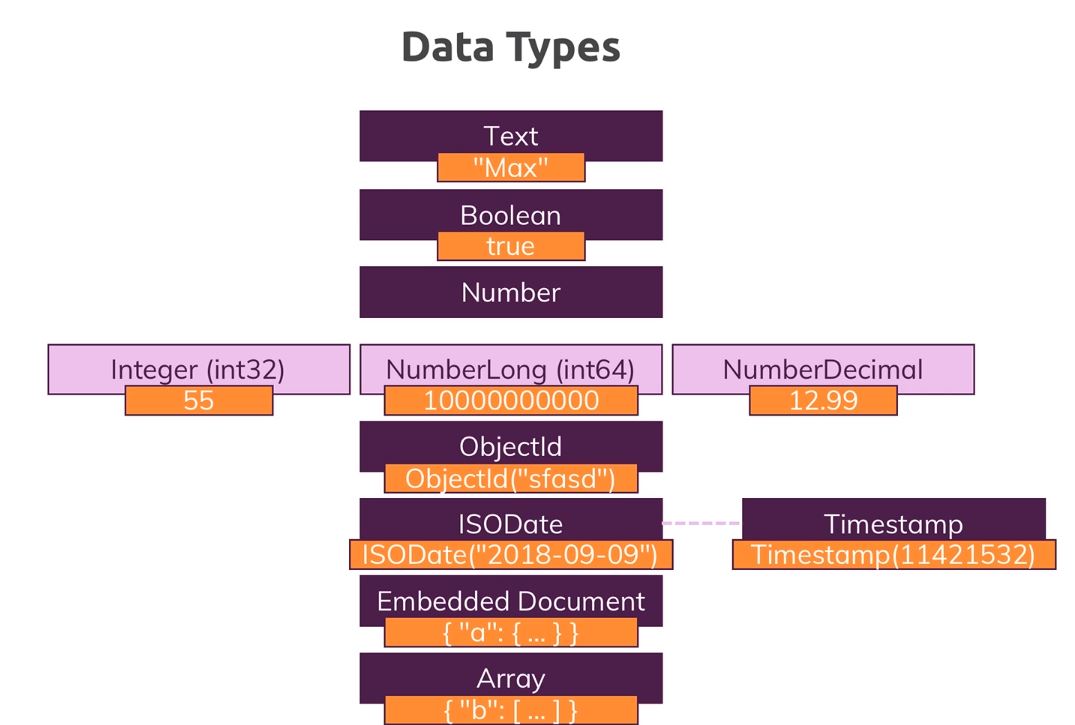 Data Types
Text
"Max"
Boolean
true
Number
Integer (int32)
55
NumberLong (int64)
10000000000
NumberDecimal
12.99
ObjectId
ObjectId("sfasd")
ISODate
ISODate("2018-09-09")
Timestamp
Timestamp(11421532)
Embedded Document
{ "a": { ... } }
Array
{ "b": [ ... ] }